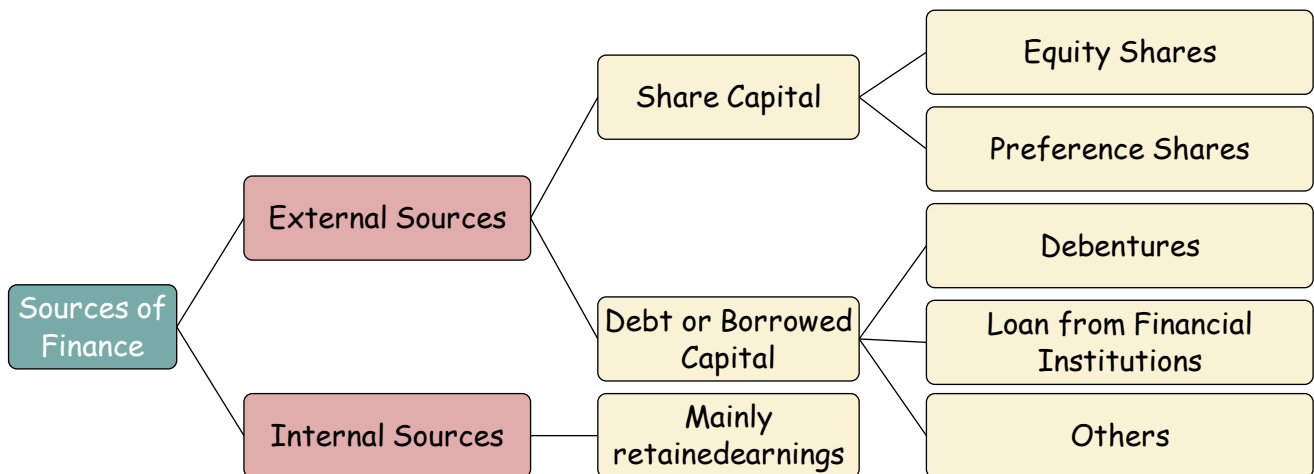 Sources of
Finance
External Sources
Internal Sources
Share Capital
Debt or Borrowed
Capital
Mainly
retainedearnings
Equity Shares
Preference Shares
Debentures
Loan from Financial
Institutions
Others